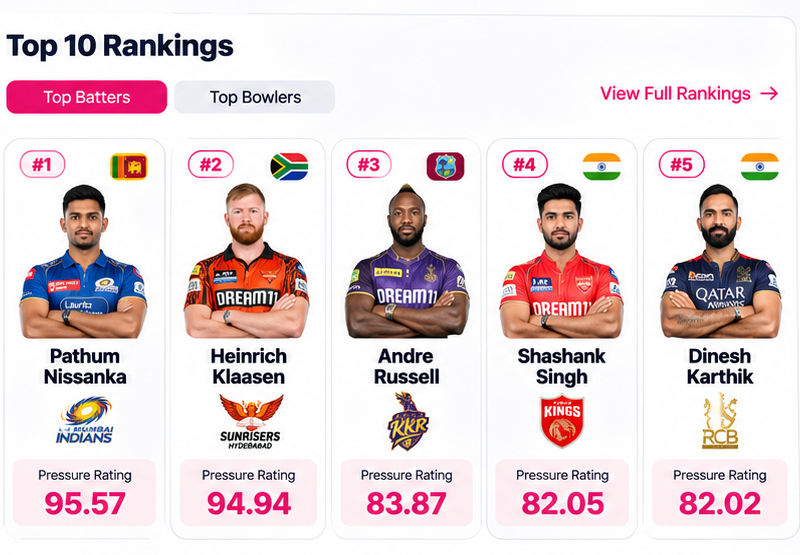 Top 10 Rankings
Top Batters
Top Bowlers
View Full Rankings →
#1
#2
#3
#4
#5
DREAM11
DREAM11
DREAM11
QATAR
Pathum
Nissanka
Heinrich
Klaasen
Andre
Russell
Shashank
Singh
Dinesh
Karthik
MUMBAI
INDIANS
SUNRISERS
KKR
KINGS
RCB
Pressure Rating
95.57
Pressure Rating
94.94
Pressure Rating
83.87
Pressure Rating
82.05
Pressure Rating
82.02